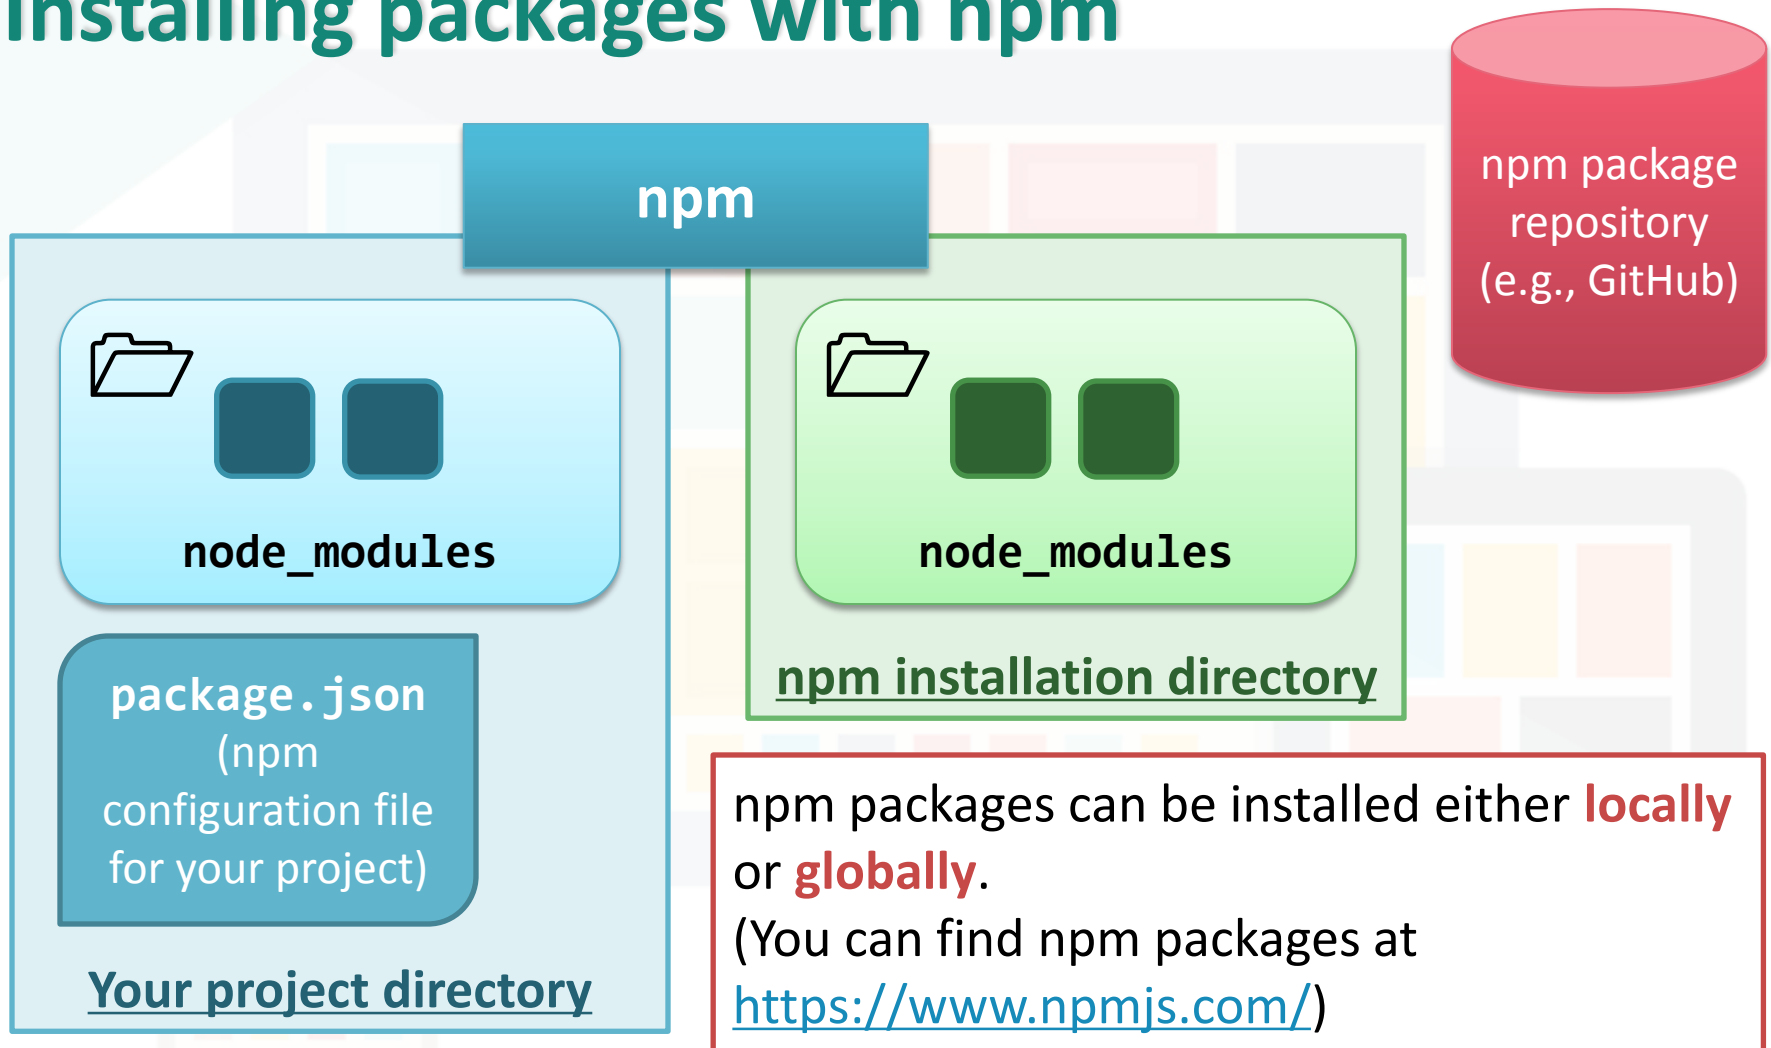 Installing packages with npm
npm
npm package
repository
(e.g., GitHub)
node_modules
node_modules
npm installation directory
package.json
(npm
configuration file
for your project)
Your project directory
npm packages can be installed either locally
or globally.
(You can find npm packages at
https://www.npmjs.com/)